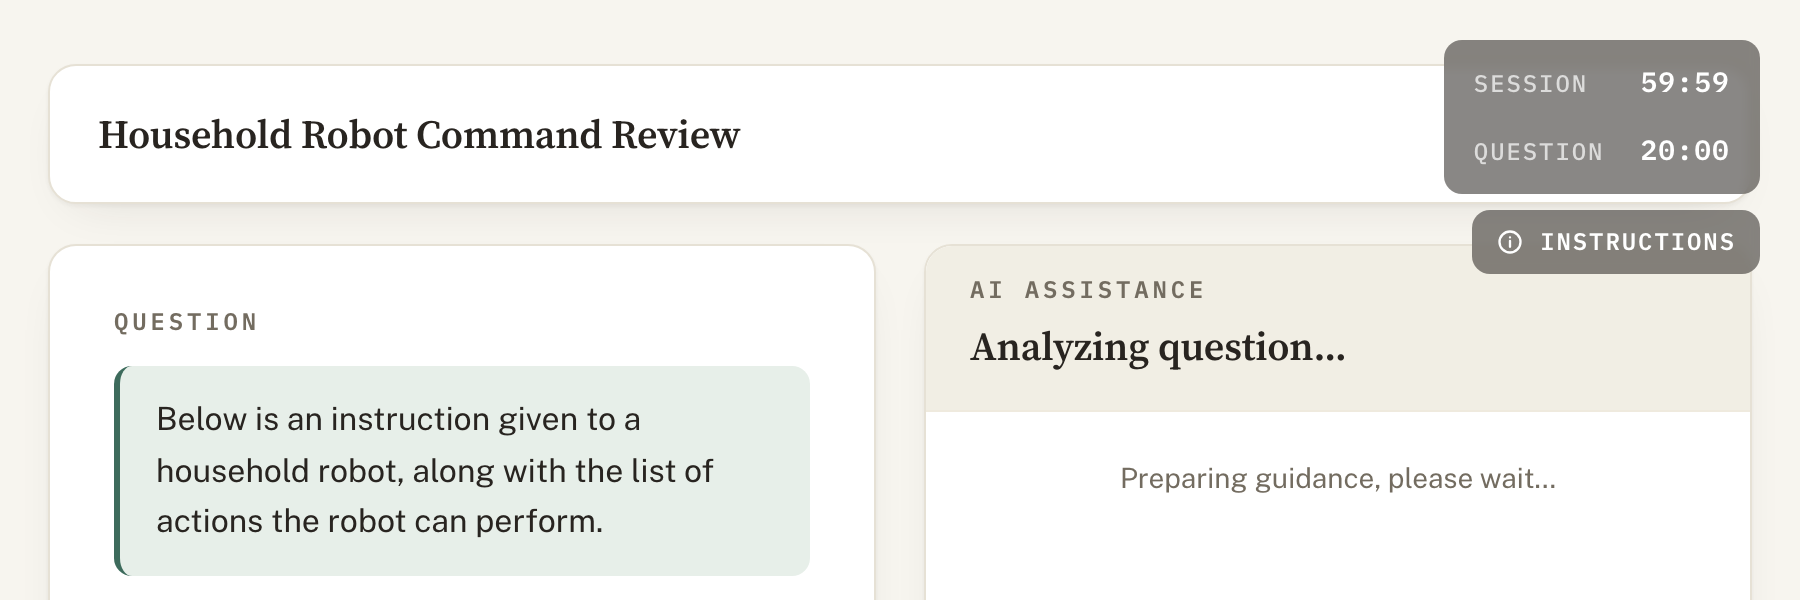 Household Robot Command Review
SESSION 59:59
QUESTION 20:00
INSTRUCTIONS
QUESTION
Below is an instruction given to a
household robot, along with the list of
actions the robot can perform.
AI ASSISTANCE
Analyzing question...
Preparing guidance, please wait...